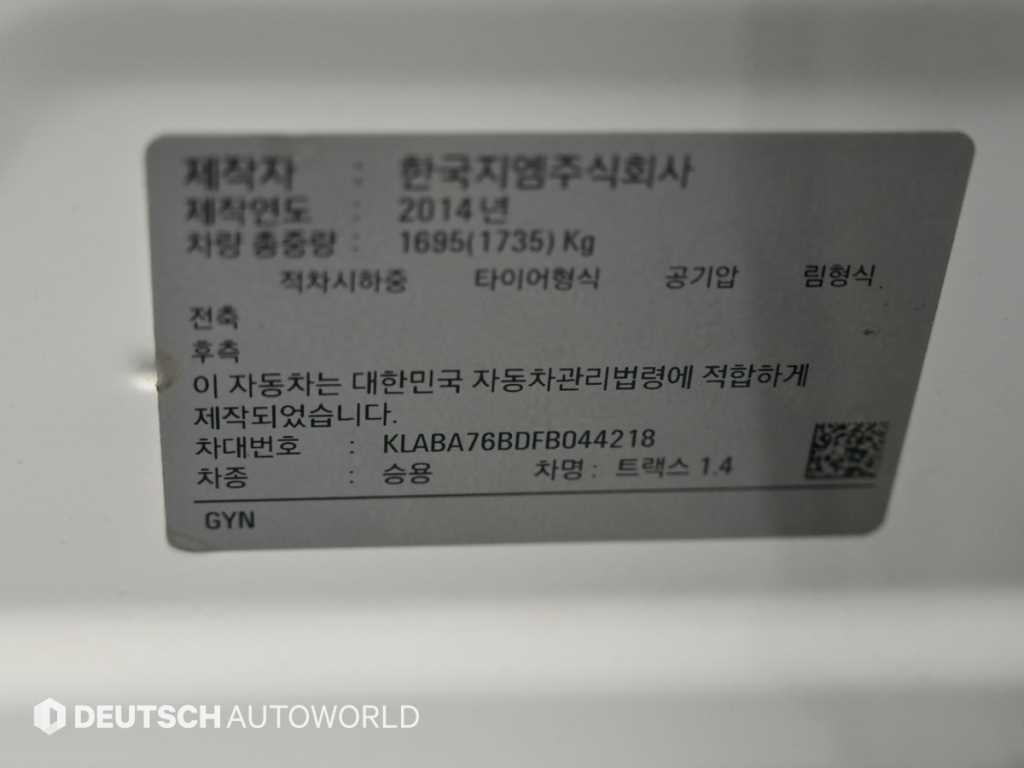 제작자 : 한국지엠주식회사
제작연도 : 2014년
차량 총중량 : 1695(1735) Kg
적차시하중 타이어형식 공기압 림형식
전축
후축
이 자동차는 대한민국 자동차관리법령에 적합하게
제작되었습니다.
차대번호 : KLABA76BDFB044218
차종 : 승용 차명 : 트랙스 1.4
GYN
DEUTSCH AUTOWORLD